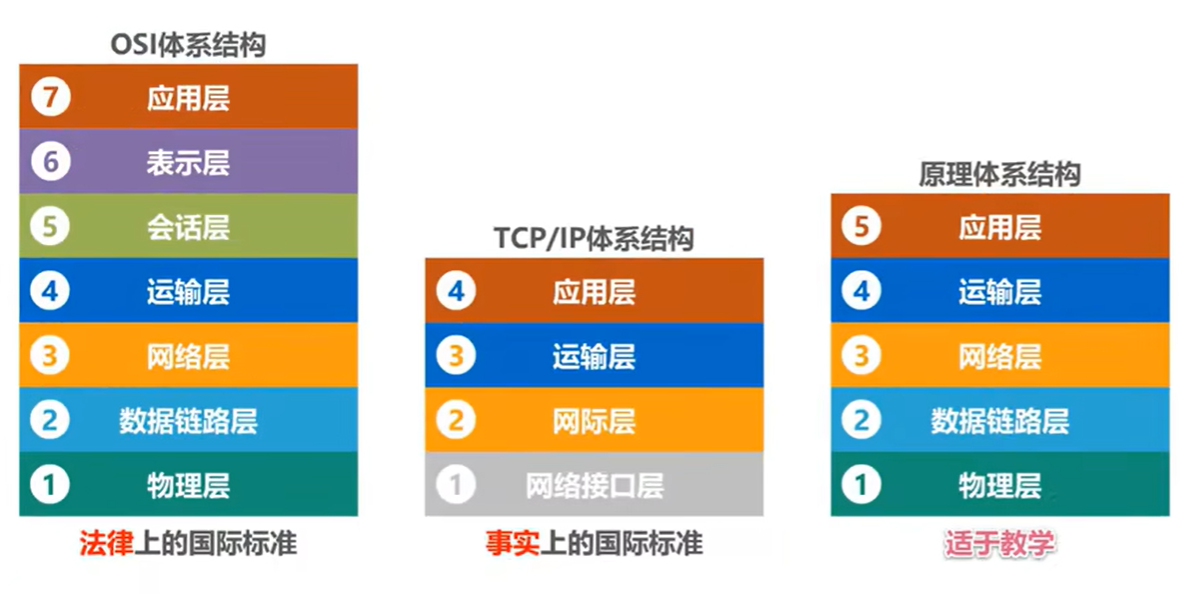 OSI体系结构
7 应用层
6 表示层
5 会话层
4 运输层
3 网络层
2 数据链路层
1 物理层
法律上的国际标准
TCP/IP体系结构
4 应用层
3 运输层
2 网际层
1 网络接口层
事实上的国际标准
原理体系结构
5 应用层
4 运输层
3 网络层
2 数据链路层
1 物理层
适于教学